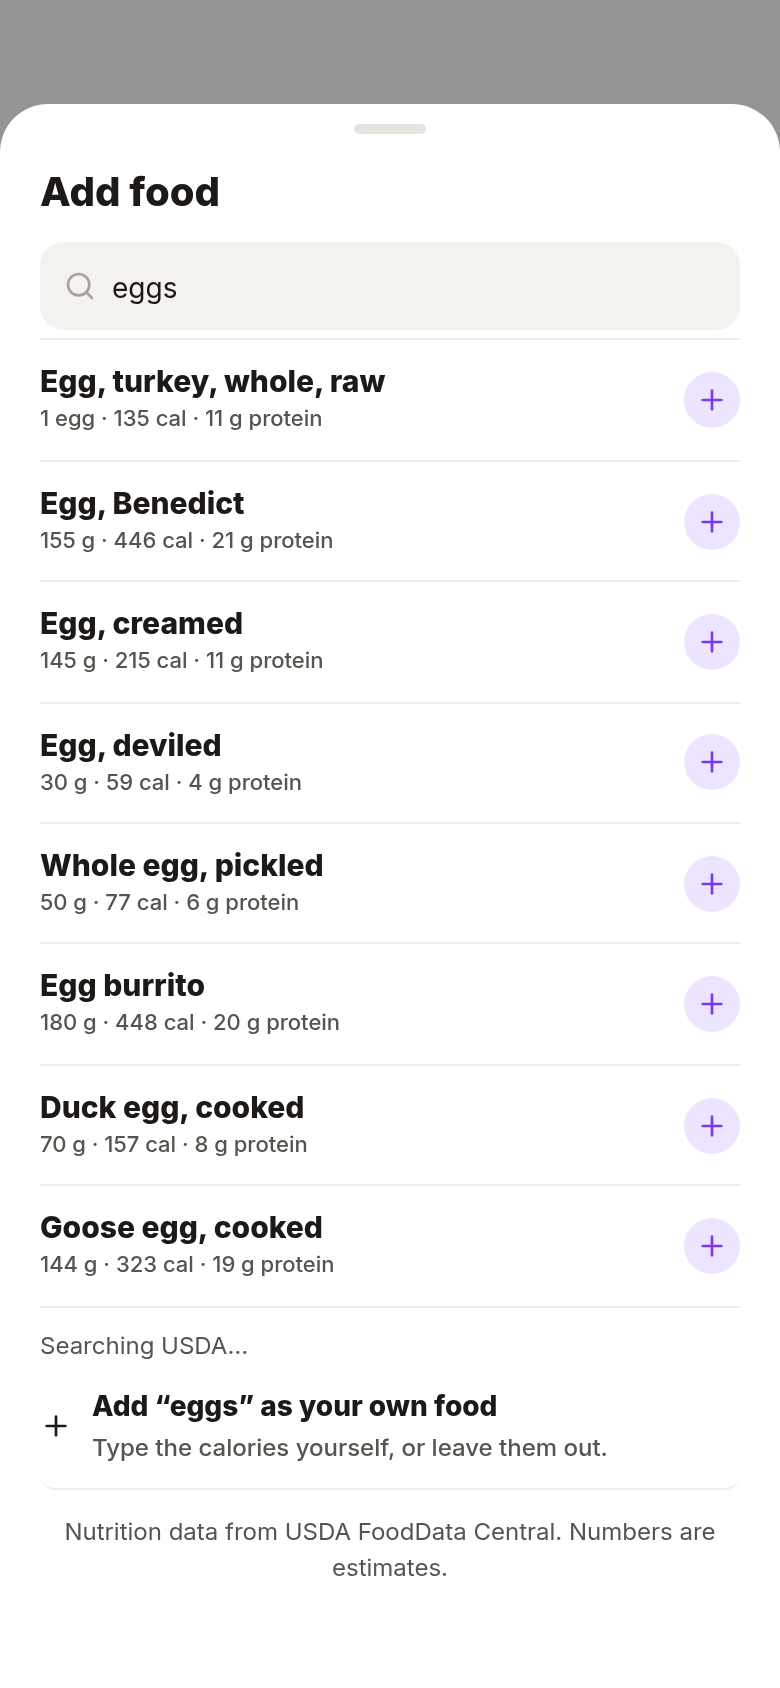 Add food
eggs
Egg, turkey, whole, raw
1 egg · 135 cal · 11 g protein
Egg, Benedict
155 g · 446 cal · 21 g protein
Egg, creamed
145 g · 215 cal · 11 g protein
Egg, deviled
30 g · 59 cal · 4 g protein
Whole egg, pickled
50 g · 77 cal · 6 g protein
Egg burrito
180 g · 448 cal · 20 g protein
Duck egg, cooked
70 g · 157 cal · 8 g protein
Goose egg, cooked
144 g · 323 cal · 19 g protein
Searching USDA...
Add “eggs” as your own food
Type the calories yourself, or leave them out.
Nutrition data from USDA FoodData Central. Numbers are
estimates.